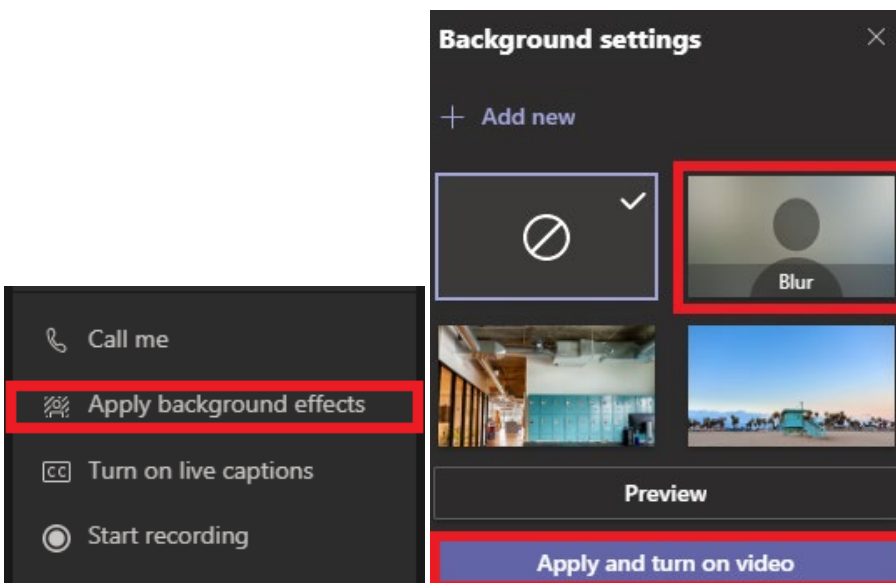 Call me
Apply background effects
CC Turn on live captions
Start recording
Background settings
Add new
Blur
Preview
Apply and turn on video